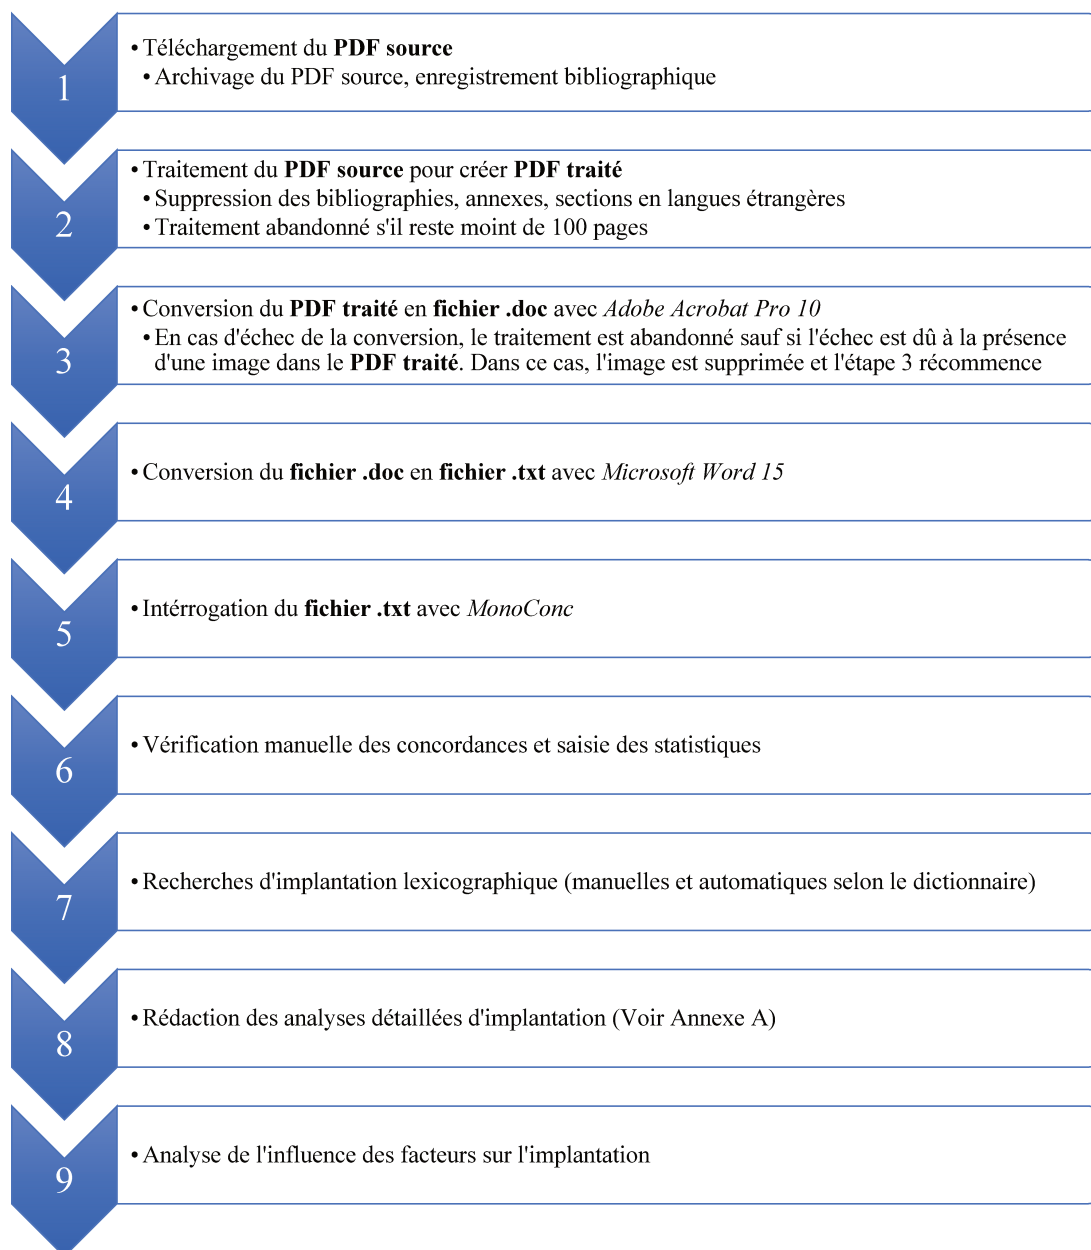 1
• Téléchargement du PDF source
• Archivage du PDF source, enregistrement bibliographique
2
• Traitement du PDF source pour créer PDF traité
• Suppression des bibliographies, annexes, sections en langues étrangères
• Traitement abandonné s'il reste moint de 100 pages
3
• Conversion du PDF traité en fichier .doc avec Adobe Acrobat Pro 10
• En cas d'échec de la conversion, le traitement est abandonné sauf si l'échec est dû à la présence
d'une image dans le PDF traité. Dans ce cas, l'image est supprimée et l'étape 3 récommence
4
• Conversion du fichier .doc en fichier .txt avec Microsoft Word 15
5
• Intérrogation du fichier .txt avec MonoConc
6
• Vérification manuelle des concordances et saisie des statistiques
7
• Recherches d'implantation lexicographique (manuelles et automatiques selon le dictionnaire)
8
• Rédaction des analyses détaillées d'implantation (Voir Annexe A)
9
• Analyse de l'influence des facteurs sur l'implantation